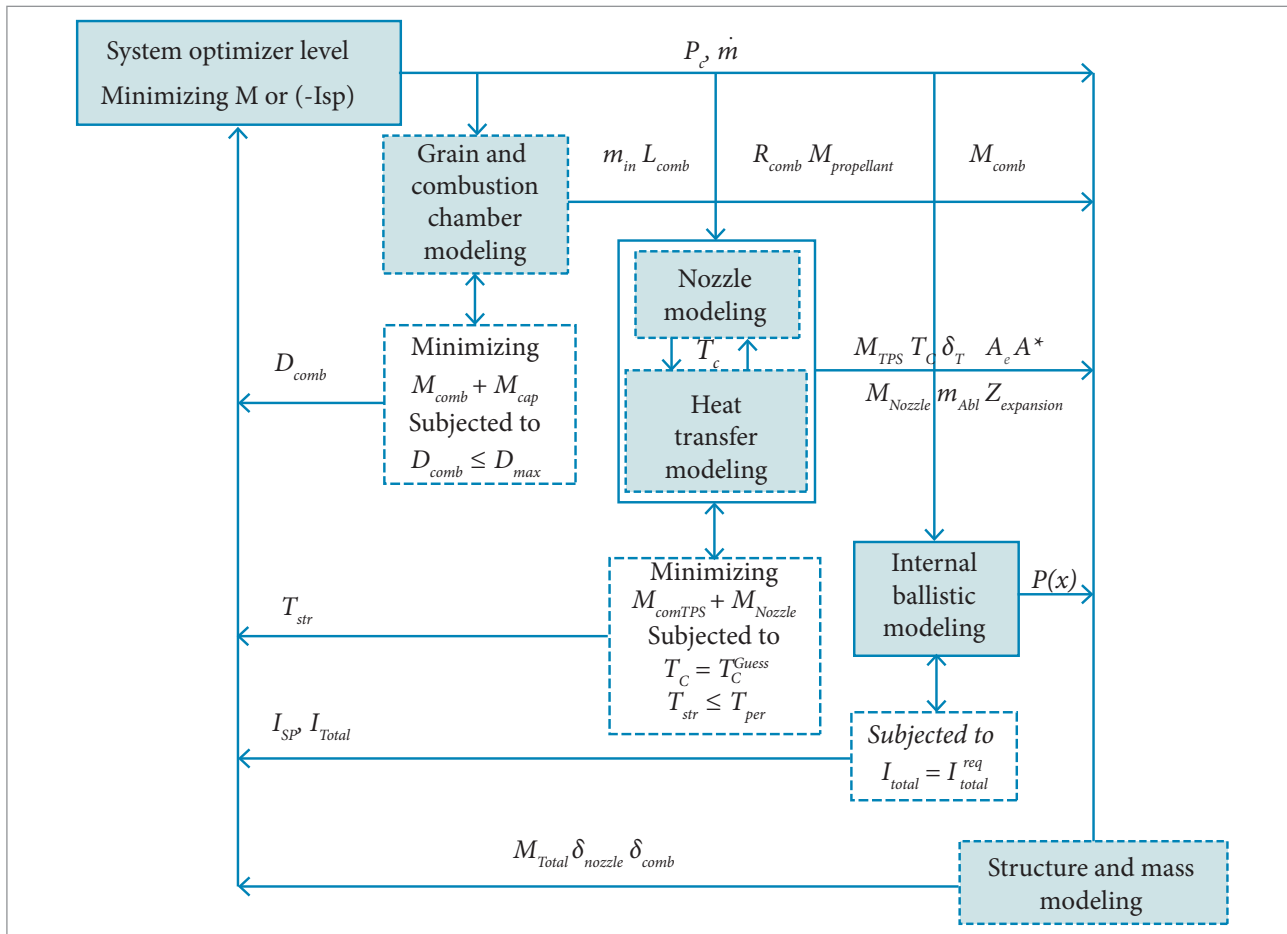 System optimizer level
Minimizing M or (-Isp)
P_c, ṁ
Grain and
combustion
chamber
modeling
m_in L_comb R_comb M_propellant M_comb
Nozzle
modeling
T_c
Heat
transfer
modeling
M_TPS T_C δ_T A_e A*
M_Nozzle m_Abl Z_expansion
D_comb
Minimizing
M_comb + M_cap
Subjected to
D_comb ≤ D_max
Internal
ballistic
modeling
P(x)
T_str
Minimizing
M_comTPS + M_Nozzle
Subjected to
T_C = T_C^Guess
T_str ≤ T_per
I_SP, I_Total
Subjected to
I_total = I_total^req
M_Total δ_nozzle δ_comb
Structure and mass
modeling